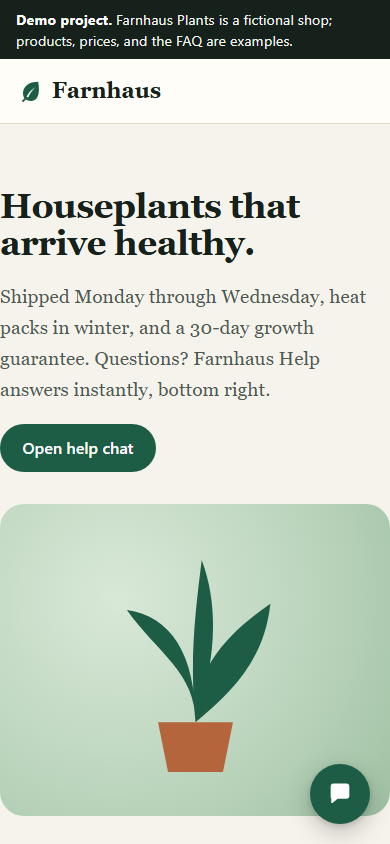 Demo project. Farnhaus Plants is a fictional shop;
products, prices, and the FAQ are examples.
Farnhaus
Houseplants that
arrive healthy.
Shipped Monday through Wednesday, heat
packs in winter, and a 30-day growth
guarantee. Questions? Farnhaus Help
answers instantly, bottom right.
Open help chat